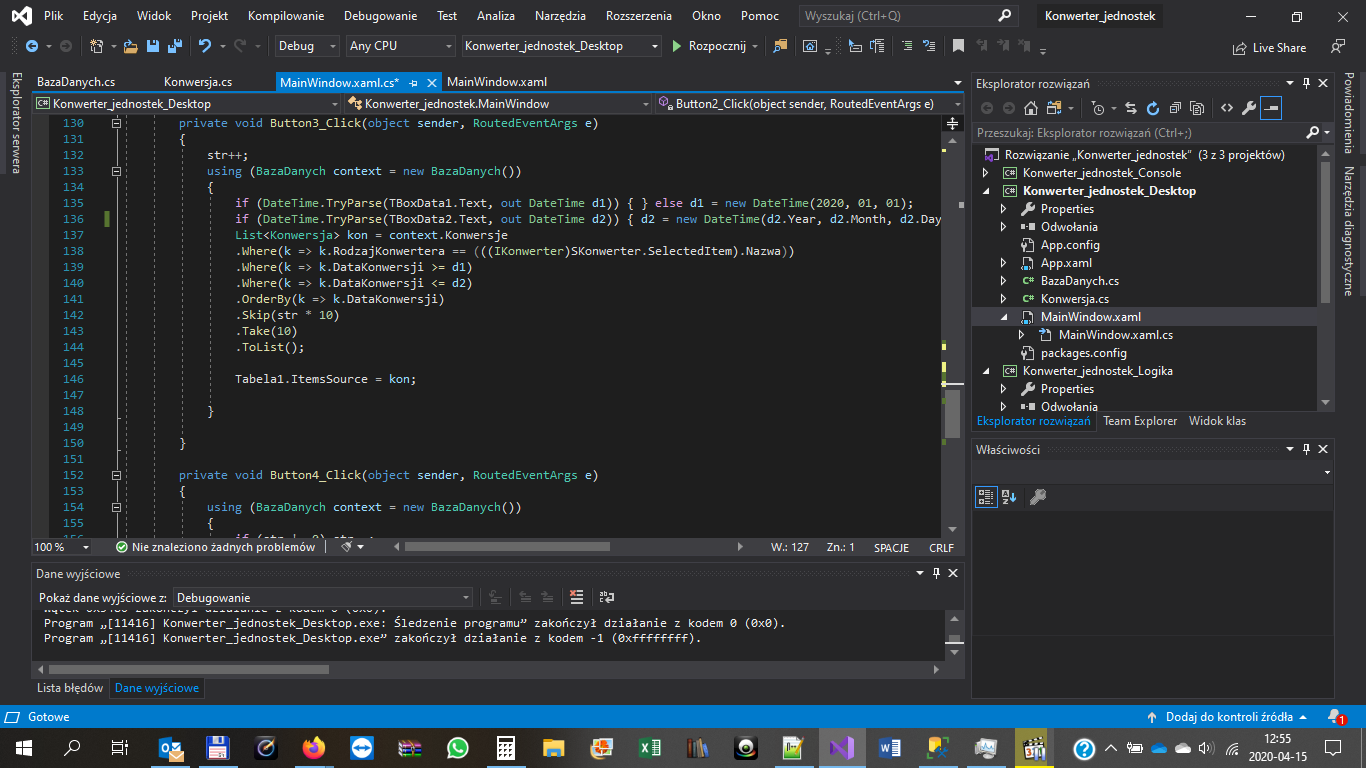 Plik Edycja Widok Projekt Kompilowanie Debugowanie Test Analiza Narzędzia Rozszerzenia Okno Pomoc Wyszukaj (Ctrl+Q) Konwerter_jednostek
Debug Any CPU Konwerter_jednostek_Desktop Rozpocznij Live Share
Eksplorator serwera
BazaDanych.cs Konwersja.cs MainWindow.xaml.cs* MainWindow.xaml
Konwerter_jednostek_Desktop Konwerter_jednostek.MainWindow Button2_Click(object sender, RoutedEventArgs e)
130 private void Button3_Click(object sender, RoutedEventArgs e)
131 {
132 str++;
133 using (BazaDanych context = new BazaDanych())
134 {
135 if (DateTime.TryParse(TBoxData1.Text, out DateTime d1)) { } else d1 = new DateTime(2020, 01, 01);
136 if (DateTime.TryParse(TBoxData2.Text, out DateTime d2)) { d2 = new DateTime(d2.Year, d2.Month, d2.Day
137 List<Konwersja> kon = context.Konwersje
138 .Where(k => k.RodzajKonwertera == (((IKonwerter)SKonwerter.SelectedItem).Nazwa))
139 .Where(k => k.DataKonwersji >= d1)
140 .Where(k => k.DataKonwersji <= d2)
141 .OrderBy(k => k.DataKonwersji)
142 .Skip(str * 10)
143 .Take(10)
144 .ToList();
145
146 Tabela1.ItemsSource = kon;
147
148 }
149
150 }
151
152 private void Button4_Click(object sender, RoutedEventArgs e)
153 {
154 using (BazaDanych context = new BazaDanych())
155 {
100 % Nie znaleziono żadnych problemów W.: 127 Zn.: 1 SPACJE CRLF
Dane wyjściowe
Pokaż dane wyjściowe z: Debugowanie
Program „[11416] Konwerter_jednostek_Desktop.exe: Śledzenie programu” zakończył działanie z kodem 0 (0x0).
Program „[11416] Konwerter_jednostek_Desktop.exe” zakończył działanie z kodem -1 (0xffffffff).
Lista błędów Dane wyjściowe
Eksplorator rozwiązań
Przeszukaj: Eksplorator rozwiązań (Ctrl+;)
Rozwiązanie „Konwerter_jednostek” (3 z 3 projektów)
Konwerter_jednostek_Console
Konwerter_jednostek_Desktop
Properties
Odwołania
App.config
App.xaml
BazaDanych.cs
Konwersja.cs
MainWindow.xaml
MainWindow.xaml.cs
packages.config
Konwerter_jednostek_Logika
Properties
Odwołania
Eksplorator rozwiązań Team Explorer Widok klas
Właściwości
Powiadomienia
Narzędzia diagnostyczne
Gotowe Dodaj do kontroli źródła 1
12:55
2020-04-15